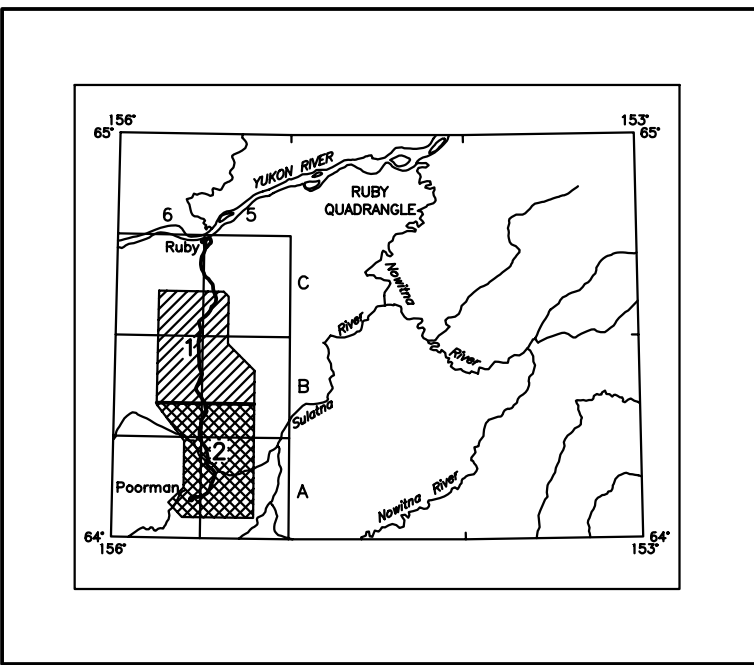 156° 153°
65° 65°
YUKON RIVER
RUBY
QUADRANGLE
6 5
Ruby
C
Nowitna
River
1
River
B
Sulatna
2
Poorman
A
Nowitna River
64° 64°
156° 153°